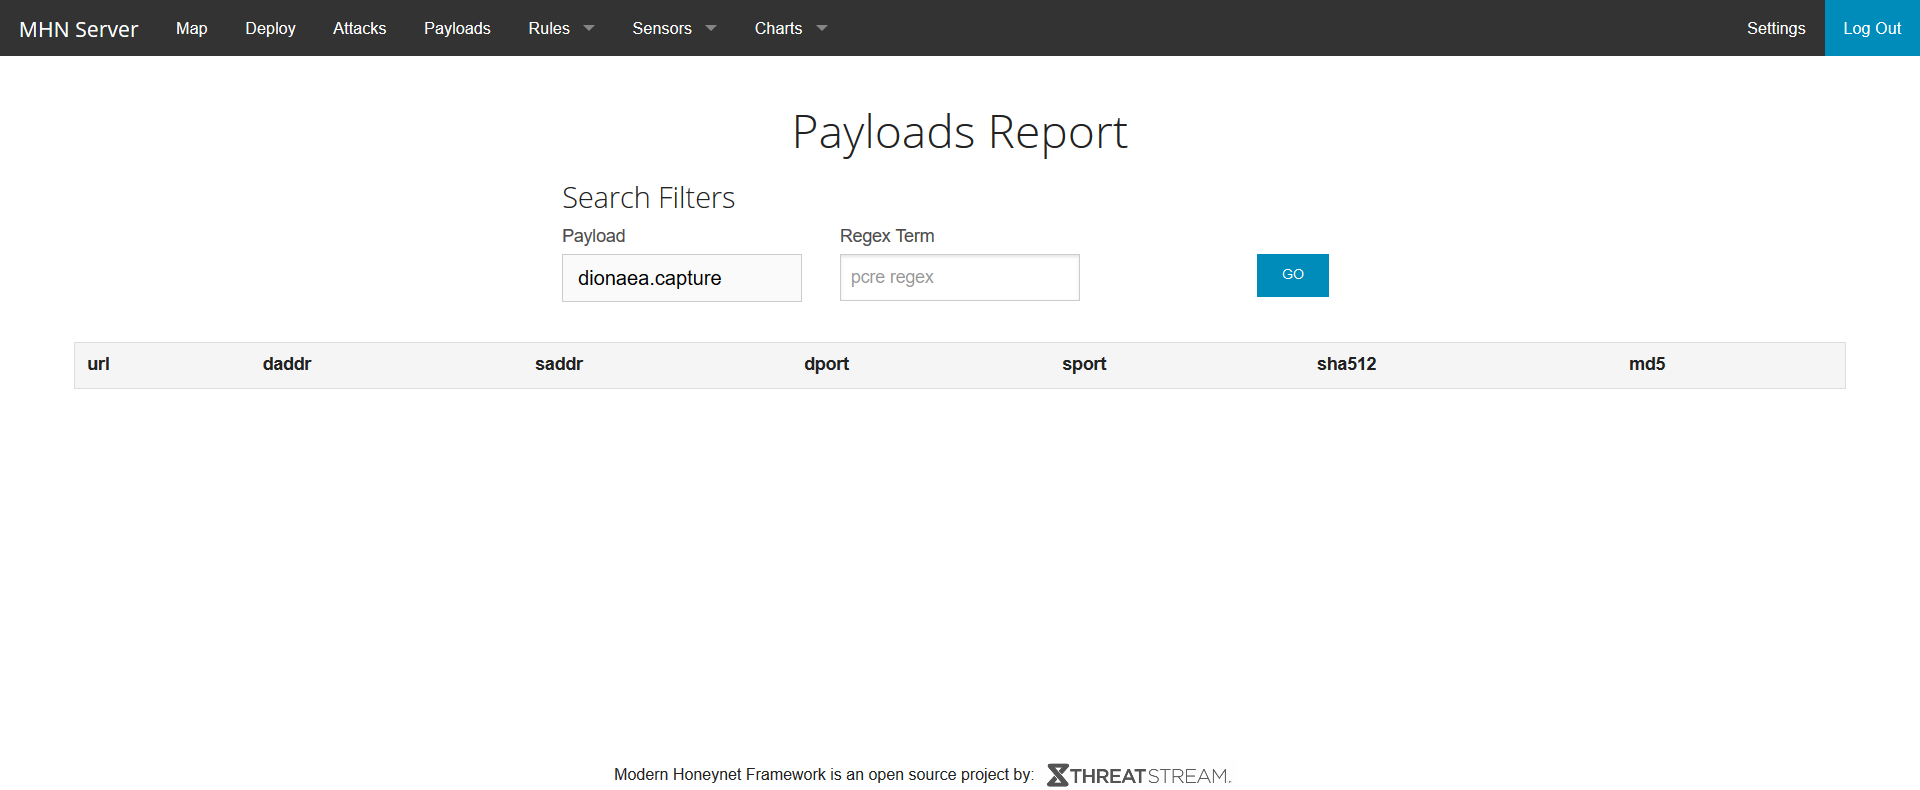 MHN Server Map Deploy Attacks Payloads Rules Sensors Charts Settings Log Out
Payloads Report
Search Filters
Payload Regex Term
dionaea.capture pcre regex GO
url daddr saddr dport sport sha512 md5
Modern Honeynet Framework is an open source project by: THREATSTREAM.